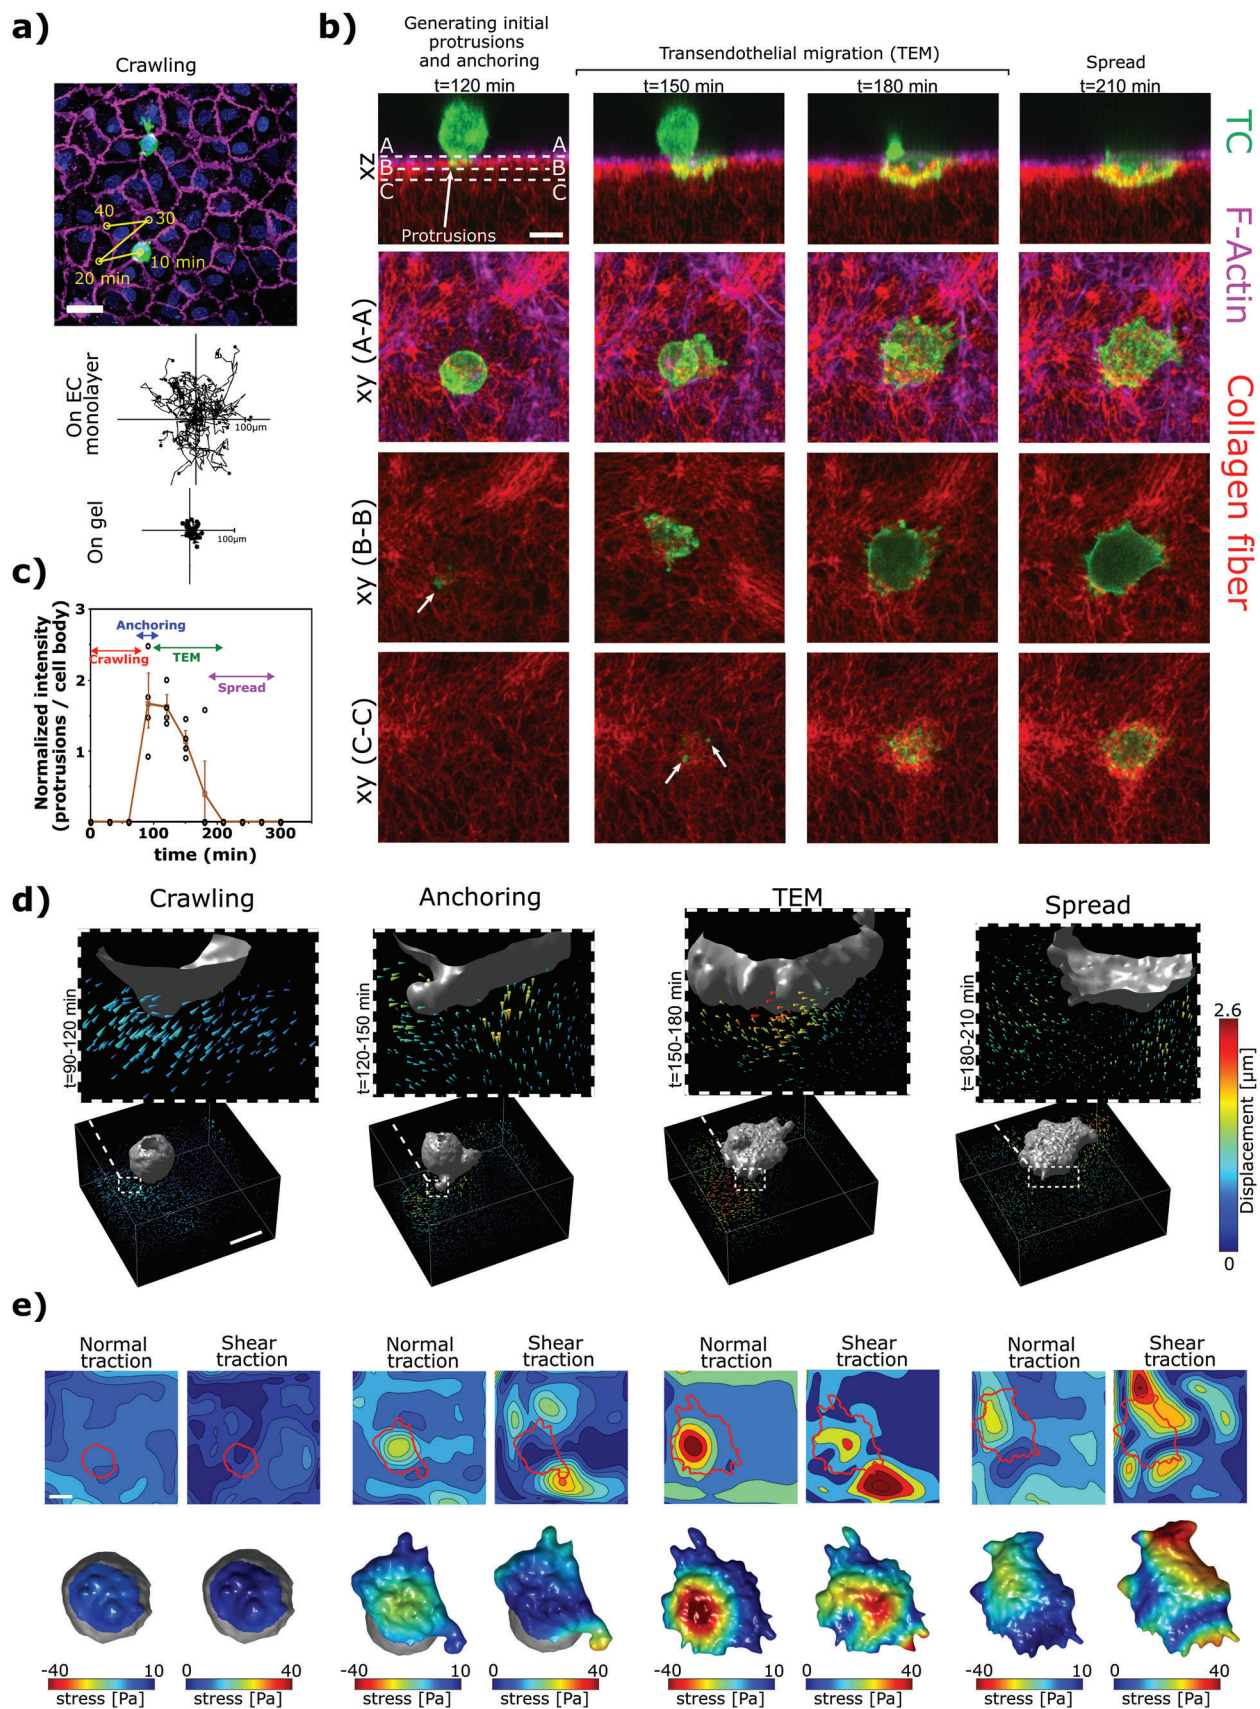 a)
Crawling
40
30
20 min
10 min
On EC
monolayer
100μm
On gel
100μm
b)
Generating initial
protrusions
and anchoring
t=120 min
Transendothelial migration (TEM)
t=150 min
t=180 min
Spread
t=210 min
xz
A
A
B
B
C
C
Protrusions
xy (A-A)
xy (B-B)
xy (C-C)
TC
F-Actin
Collagen fiber
c)
Normalized intensity
(protrusions / cell body)
3
2
1
Anchoring
Crawling
TEM
Spread
0
100
200
300
time (min)
d)
Crawling
Anchoring
TEM
Spread
t=90-120 min
t=120-150 min
t=150-180 min
t=180-210 min
2.6
Displacement [μm]
0
e)
Normal
traction
Shear
traction
Normal
traction
Shear
traction
Normal
traction
Shear
traction
Normal
traction
Shear
traction
-40 10
stress [Pa]
0 40
stress [Pa]
-40 10
stress [Pa]
0 40
stress [Pa]
-40 10
stress [Pa]
0 40
stress [Pa]
-40 10
stress [Pa]
0 40
stress [Pa]